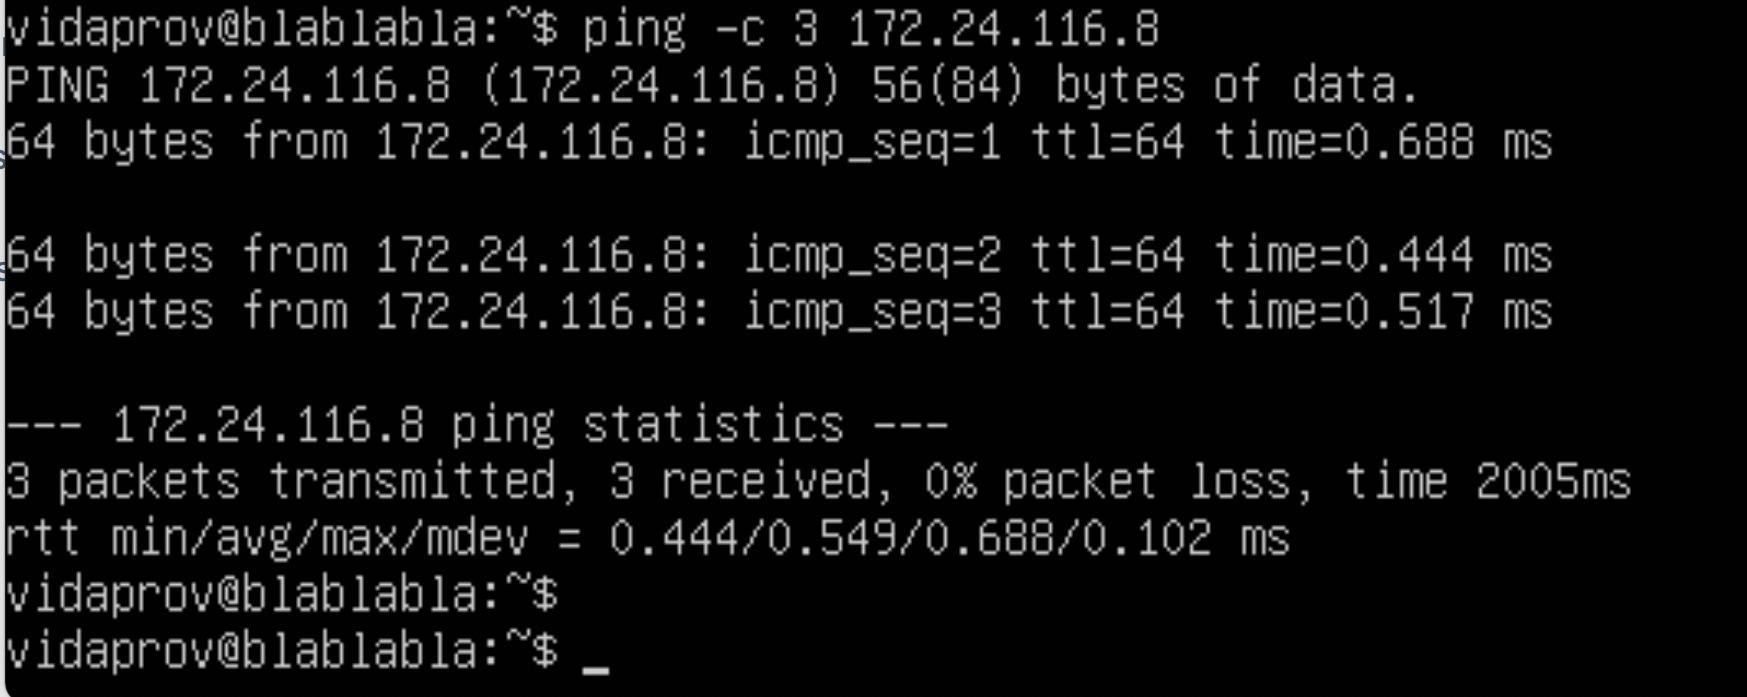 vidaprov@blablabla:~$ ping -c 3 172.24.116.8
PING 172.24.116.8 (172.24.116.8) 56(84) bytes of data.
64 bytes from 172.24.116.8: icmp_seq=1 ttl=64 time=0.688 ms
64 bytes from 172.24.116.8: icmp_seq=2 ttl=64 time=0.444 ms
64 bytes from 172.24.116.8: icmp_seq=3 ttl=64 time=0.517 ms
--- 172.24.116.8 ping statistics ---
3 packets transmitted, 3 received, 0% packet loss, time 2005ms
rtt min/avg/max/mdev = 0.444/0.549/0.688/0.102 ms
vidaprov@blablabla:~$
vidaprov@blablabla:~$ _